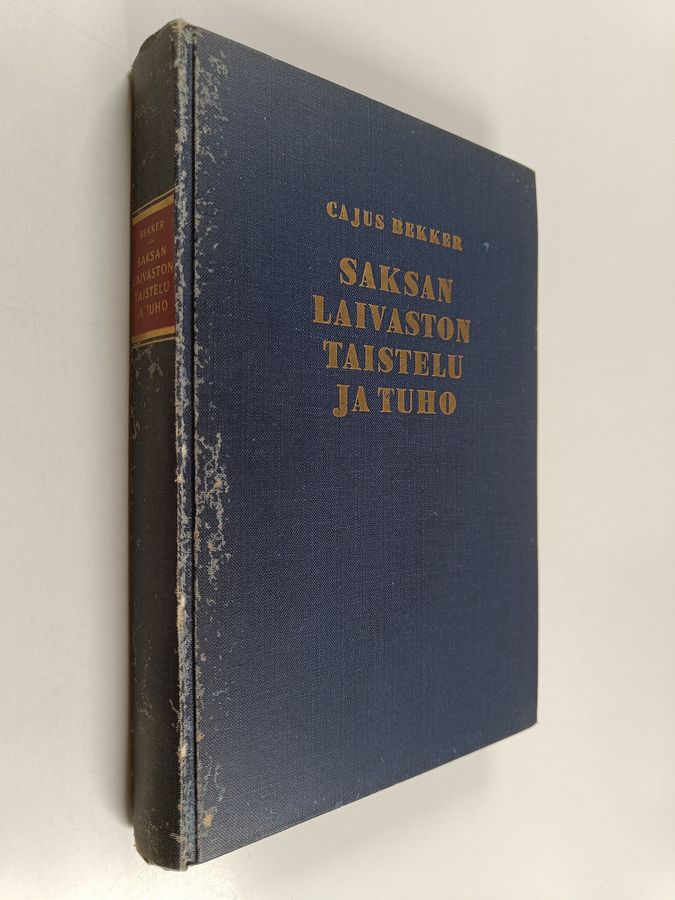 BEKKER
SAKSAN
LAIVASTON
TAISTELU
JA TUHO
CAJUS BEKKER
SAKSAN
LAIVASTON
TAISTELU
JA TUHO